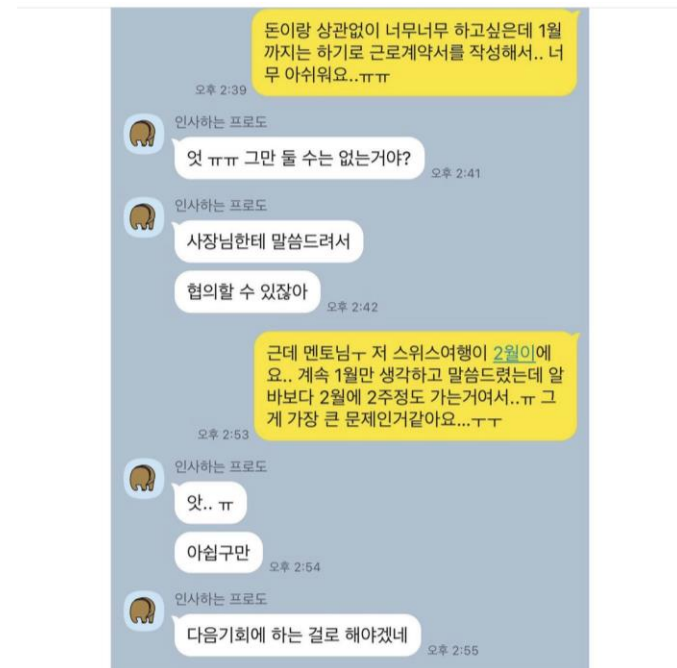 돈이랑 상관없이 너무너무 하고싶은데 1월
까지는 하기로 근로계약서를 작성해서.. 너
무 아쉬워요..ㅠㅠ
오후 2:39
인사하는 프로도
엇 ㅠㅠ 그만 둘 수는 없는거야?
오후 2:41
인사하는 프로도
사장님한테 말씀드려서
협의할 수 있잖아
오후 2:42
근데 멘토님ㅜ 저 스위스여행이 2월이에
요.. 계속 1월만 생각하고 말씀드렸는데 알
바보다 2월에 2주정도 가는거여서..ㅠ 그
게 가장 큰 문제인거같아요...ㅜㅜ
오후 2:53
인사하는 프로도
앗.. ㅠ
아쉽구만
오후 2:54
인사하는 프로도
다음기회에 하는 걸로 해야겠네
오후 2:55